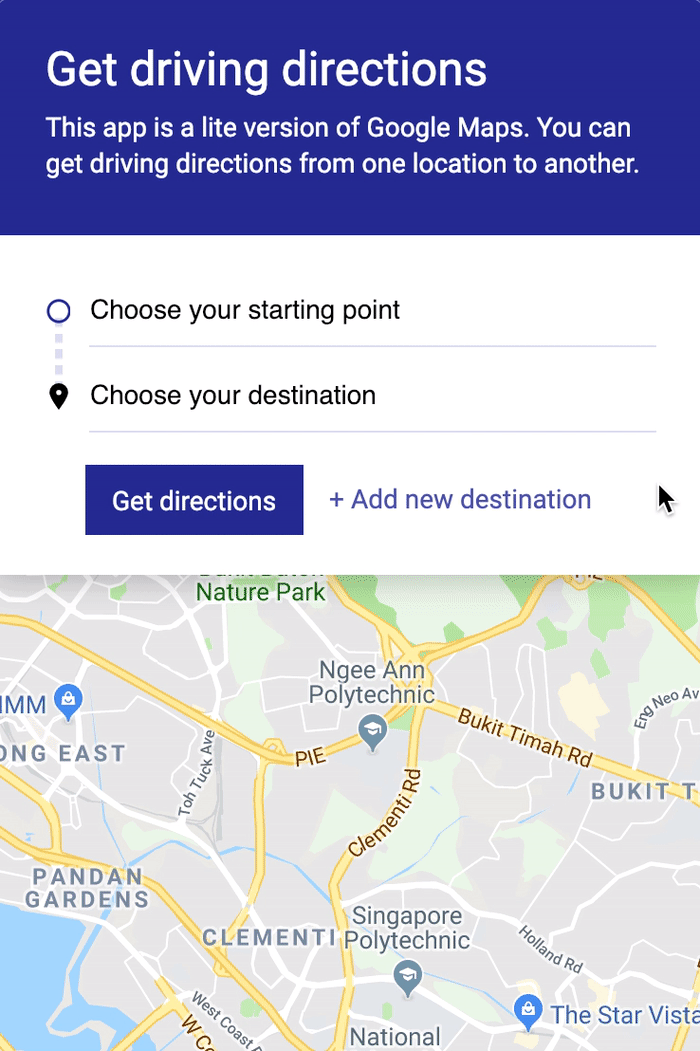 Get driving directions
This app is a lite version of Google Maps. You can
get driving directions from one location to another.
Choose your starting point
Choose your destination
Get directions
+ Add new destination
Nature Park
PIE
Ngee Ann
Polytechnic
IMM
Eng Neo Av
Bukit Timah Rd
ONG EAST
Toh Tuck Ave
PIE
BUKIT T
Clementi Rd
PANDAN
GARDENS
Singapore
Polytechnic
CLEMENTI
Holland Rd
West Coast
The Star Vista
W Co
National